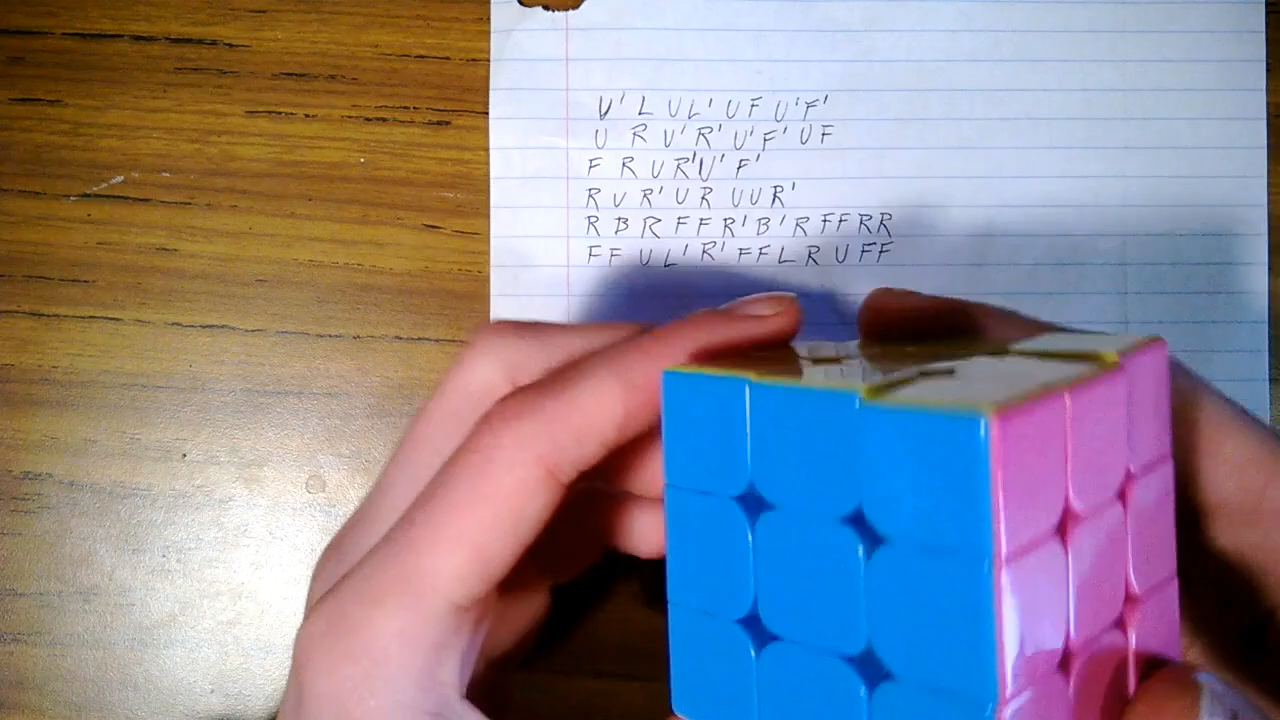 U' L U L' U F U' F'
U R U' R' U' F' U F
F R U R' U' F'
R U R' U R U U R'
R B R F F R' B' R F F R R
F F U L' R' F F L R U F F